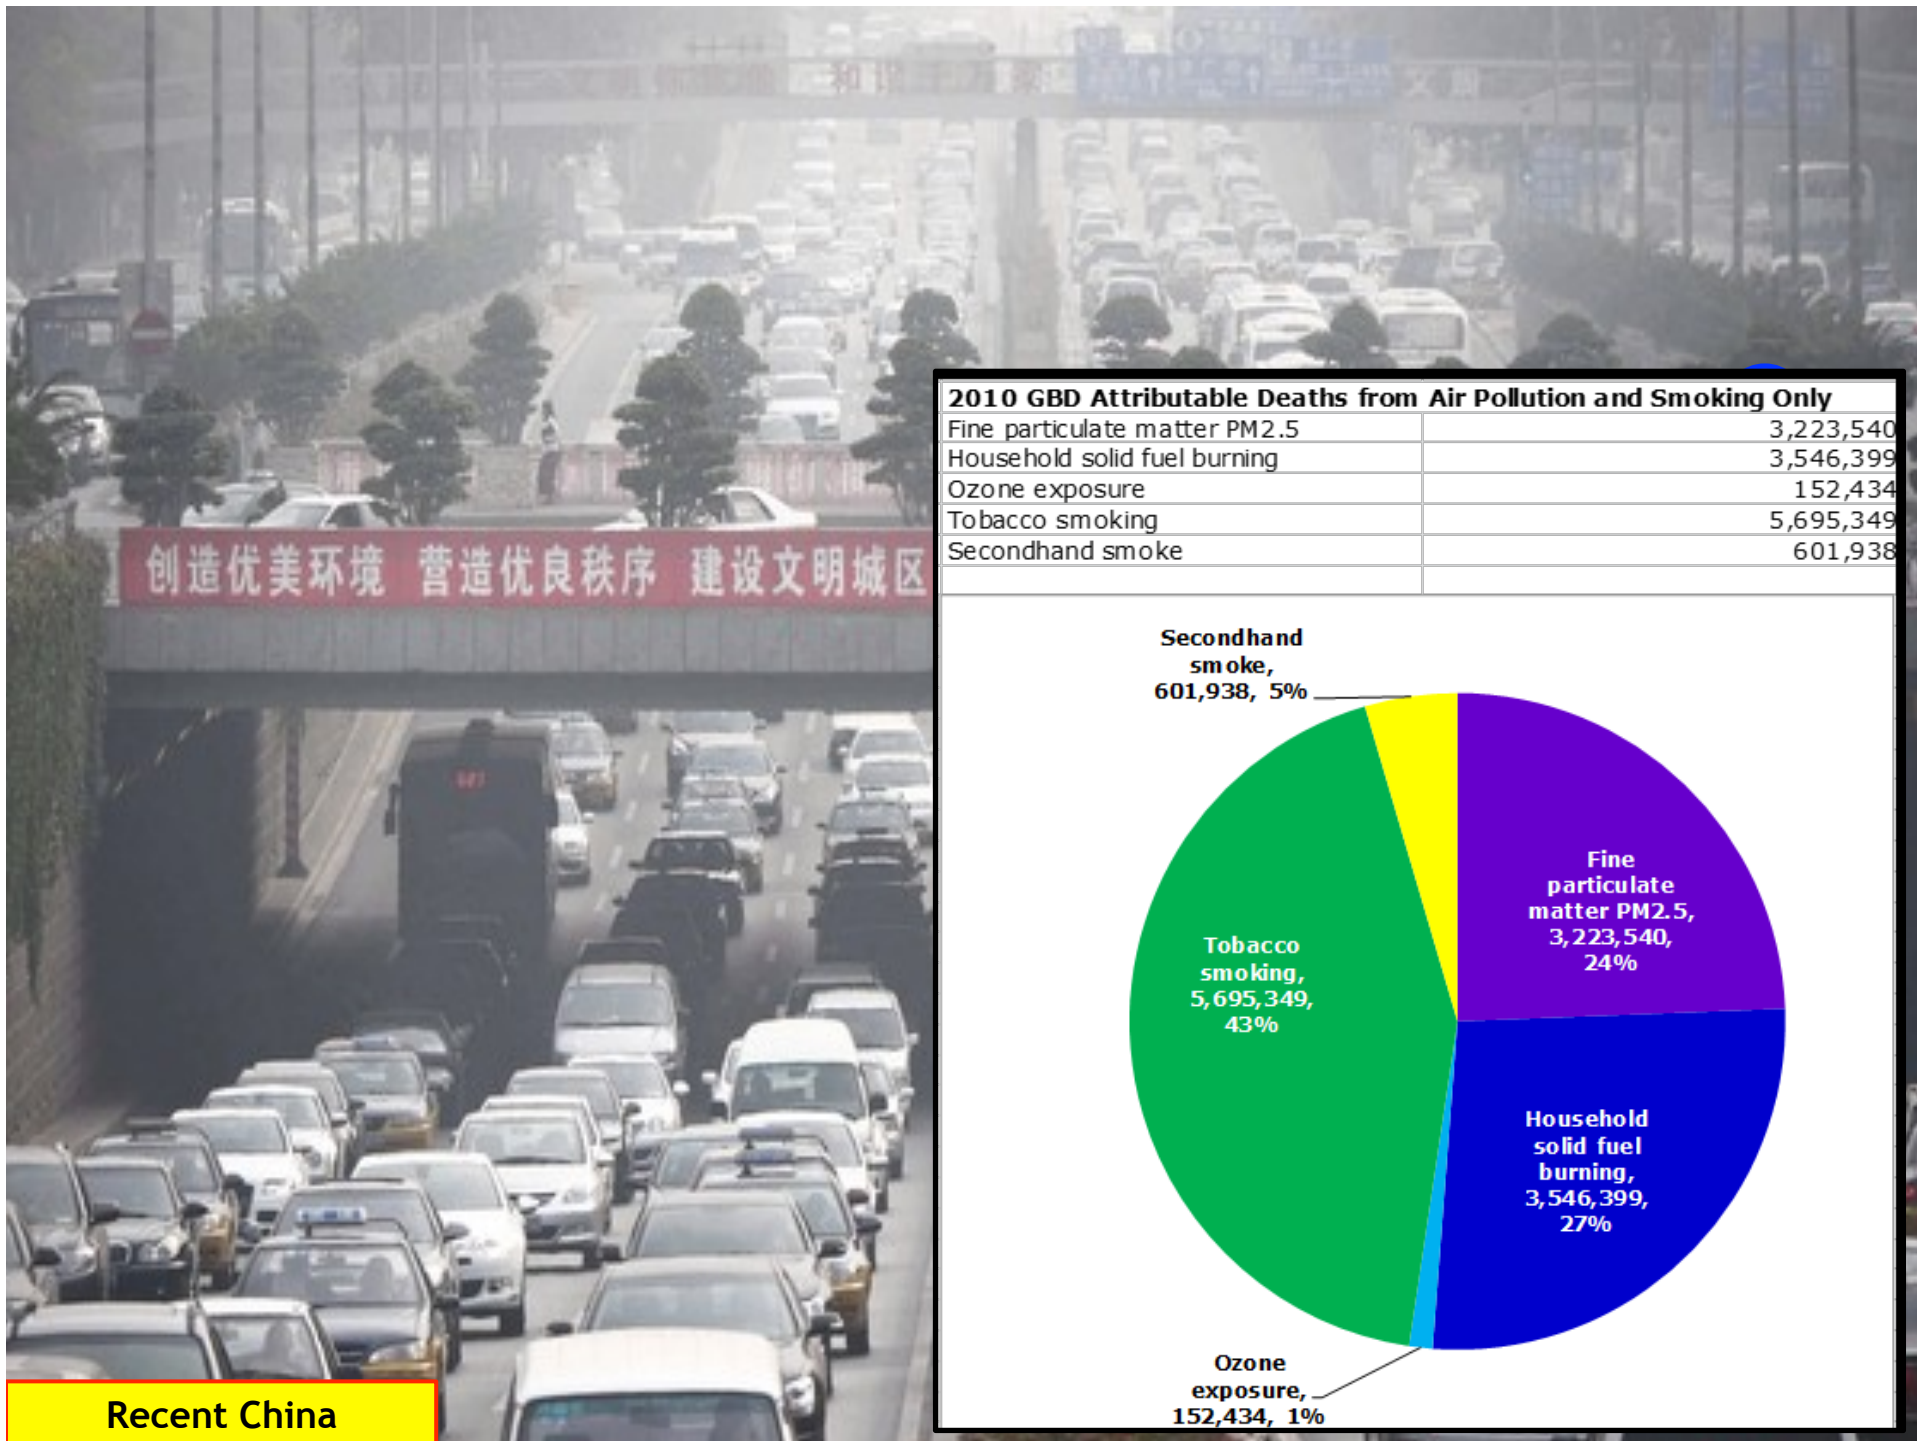 和 谐
创造优美环境 营造优良秩序 建设文明城区
2010 GBD Attributable Deaths from Air Pollution and Smoking Only
Fine particulate matter PM2.5 3,223,540
Household solid fuel burning 3,546,399
Ozone exposure 152,434
Tobacco smoking 5,695,349
Secondhand smoke 601,938
Secondhand
smoke,
601,938, 5%
Fine
particulate
matter PM2.5,
3,223,540,
24%
Tobacco
smoking,
5,695,349,
43%
Household
solid fuel
burning,
3,546,399,
27%
Ozone
exposure,
152,434, 1%
Recent China